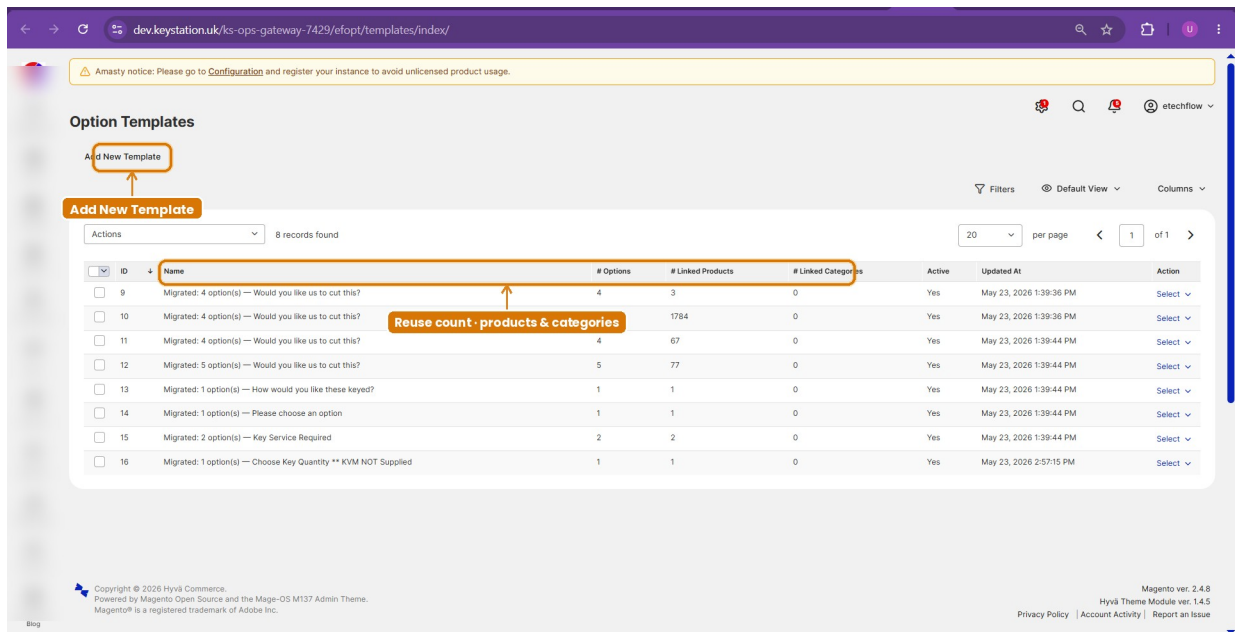 dev.keystation.uk/ks-ops-gateway-7429/efopt/templates/index/
U
Amasty notice: Please go to Configuration and register your instance to avoid unlicensed product usage.
etechflow
Option Templates
Add New Template
Add New Template
Filters Default View Columns
Actions 8 records found 20 per page 1 of 1
ID Name # Options # Linked Products # Linked Categories Active Updated At Action
9 Migrated: 4 option(s) — Would you like us to cut this? 4 3 0 Yes May 23, 2026 1:39:36 PM Select
Reuse count · products & categories
10 Migrated: 4 option(s) — Would you like us to cut this? 1784 0 Yes May 23, 2026 1:39:36 PM Select
11 Migrated: 4 option(s) — Would you like us to cut this? 4 67 0 Yes May 23, 2026 1:39:44 PM Select
12 Migrated: 5 option(s) — Would you like us to cut this? 5 77 0 Yes May 23, 2026 1:39:44 PM Select
13 Migrated: 1 option(s) — How would you like these keyed? 1 1 0 Yes May 23, 2026 1:39:44 PM Select
14 Migrated: 1 option(s) — Please choose an option 1 1 0 Yes May 23, 2026 1:39:44 PM Select
15 Migrated: 2 option(s) — Key Service Required 2 2 0 Yes May 23, 2026 1:39:44 PM Select
16 Migrated: 1 option(s) — Choose Key Quantity ** KVM NOT Supplied 1 1 0 Yes May 23, 2026 2:57:15 PM Select
Copyright © 2026 Hyvä Commerce.
Powered by Magento Open Source and the Mage-OS M137 Admin Theme.
Magento® is a registered trademark of Adobe Inc.
Magento ver. 2.4.8
Hyvä Theme Module ver. 1.4.5
Privacy Policy | Account Activity | Report an Issue
Blog